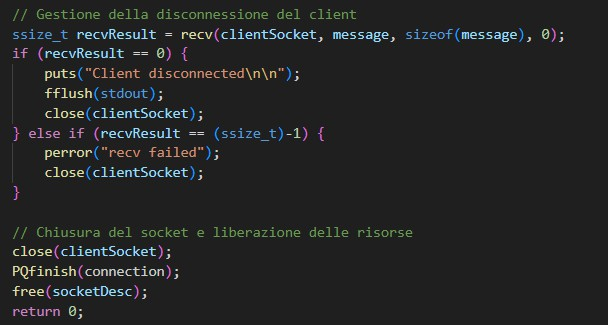 // Gestione della disconnessione del client
ssize_t recvResult = recv(clientSocket, message, sizeof(message), 0);
if (recvResult == 0) {
    puts("Client disconnected\n\n");
    fflush(stdout);
    close(clientSocket);
} else if (recvResult == (ssize_t)-1) {
    perror("recv failed");
    close(clientSocket);
}

// Chiusura del socket e liberazione delle risorse
close(clientSocket);
PQfinish(connection);
free(socketDesc);
return 0;